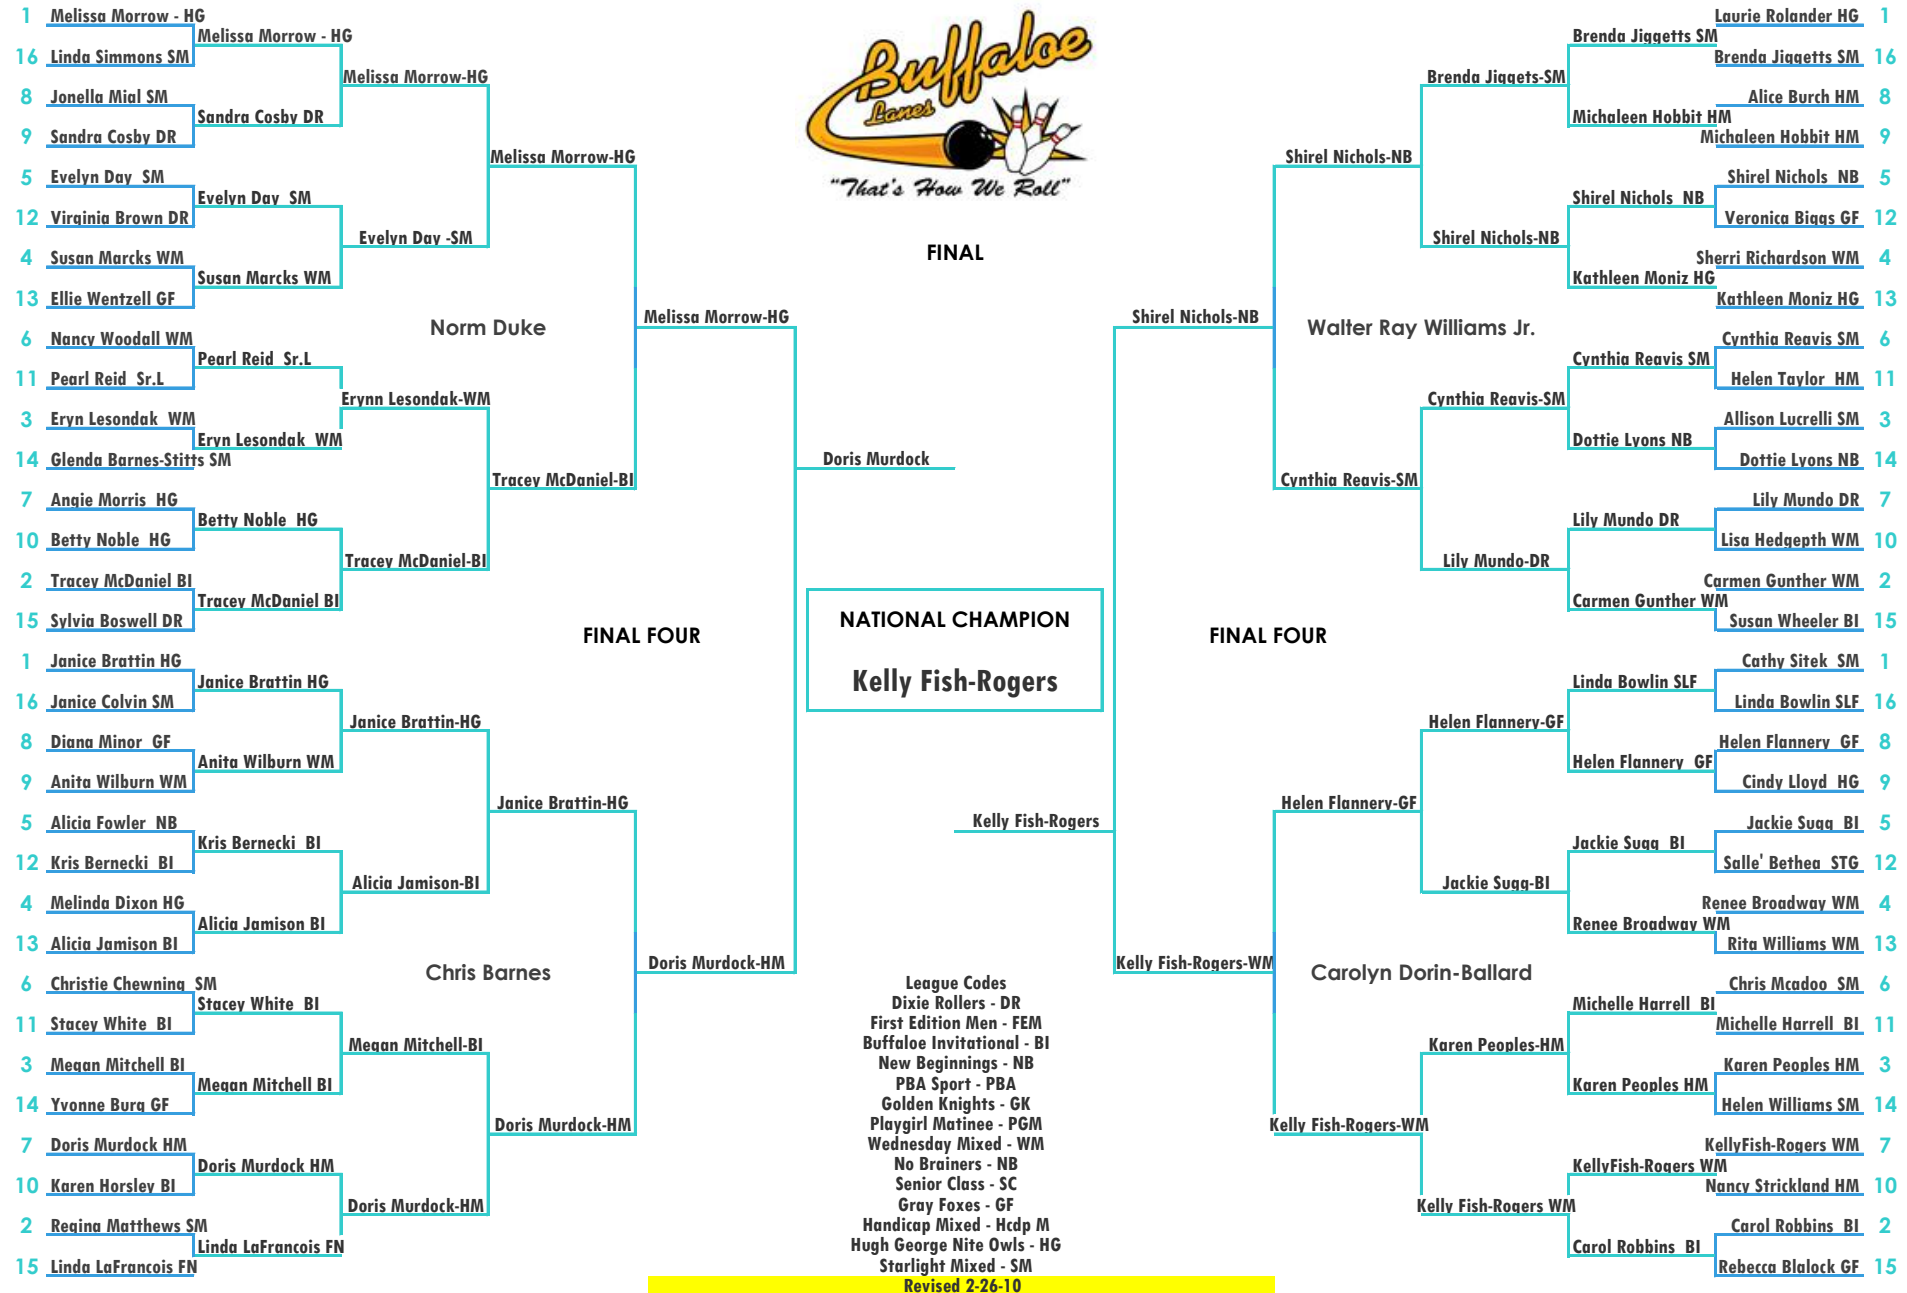 1 Melissa Morrow - HG
16 Linda Simmons SM
8 Jonella Mial SM
9 Sandra Cosby DR
5 Evelyn Day SM
12 Virginia Brown DR
4 Susan Marcks WM
13 Ellie Wentzell GF
6 Nancy Woodall WM
11 Pearl Reid Sr.L
3 Eryn Lesondak WM
14 Glenda Barnes-Stitts SM
7 Angie Morris HG
10 Betty Noble HG
2 Tracey McDaniel BI
15 Sylvia Boswell DR
1 Janice Brattin HG
16 Janice Colvin SM
8 Diana Minor GF
9 Anita Wilburn WM
5 Alicia Fowler NB
12 Kris Bernecki BI
4 Melinda Dixon HG
13 Alicia Jamison BI
6 Christie Chewning SM
11 Stacey White BI
3 Megan Mitchell BI
14 Yvonne Burg GF
7 Doris Murdock HM
10 Karen Horsley BI
2 Regina Matthews SM
15 Linda LaFrancois FN
Melissa Morrow - HG
Sandra Cosby DR
Evelyn Day SM
Susan Marcks WM
Pearl Reid Sr.L
Eryn Lesondak WM
Betty Noble HG
Tracey McDaniel BI
Janice Brattin HG
Anita Wilburn WM
Kris Bernecki BI
Alicia Jamison BI
Stacey White BI
Megan Mitchell BI
Doris Murdock HM
Linda LaFrancois FN
Melissa Morrow-HG
Evelyn Day -SM
Erynn Lesondak-WM
Tracey McDaniel-BI
Janice Brattin-HG
Alicia Jamison-BI
Megan Mitchell-BI
Doris Murdock-HM
Melissa Morrow-HG
Norm Duke
Tracey McDaniel-BI
Janice Brattin-HG
Chris Barnes
Doris Murdock-HM
Melissa Morrow-HG
FINAL FOUR
Doris Murdock-HM
Buffaloe
Lanes
"That's How We Roll"
FINAL
Doris Murdock
NATIONAL CHAMPION
Kelly Fish-Rogers
Kelly Fish-Rogers
League Codes
Dixie Rollers - DR
First Edition Men - FEM
Buffaloe Invitational - BI
New Beginnings - NB
PBA Sport - PBA
Golden Knights - GK
Playgirl Matinee - PGM
Wednesday Mixed - WM
No Brainers - NB
Senior Class - SC
Gray Foxes - GF
Handicap Mixed - Hcdp M
Hugh George Nite Owls - HG
Starlight Mixed - SM
Revised 2-26-10
Shirel Nichols-NB
FINAL FOUR
Kelly Fish-Rogers-WM
Shirel Nichols-NB
Walter Ray Williams Jr.
Cynthia Reavis-SM
Helen Flannery-GF
Carolyn Dorin-Ballard
Kelly Fish-Rogers-WM
Brenda Jiggets-SM
Shirel Nichols-NB
Cynthia Reavis-SM
Lily Mundo-DR
Helen Flannery-GF
Jackie Sugg-BI
Karen Peoples-HM
Kelly Fish-Rogers WM
Brenda Jiggetts SM
Michaleen Hobbit HM
Shirel Nichols NB
Kathleen Moniz HG
Cynthia Reavis SM
Dottie Lyons NB
Lily Mundo DR
Carmen Gunther WM
Linda Bowlin SLF
Helen Flannery GF
Jackie Sugg BI
Renee Broadway WM
Michelle Harrell BI
Karen Peoples HM
KellyFish-Rogers WM
Carol Robbins BI
Laurie Rolander HG 1
Brenda Jiggetts SM 16
Alice Burch HM 8
Michaleen Hobbit HM 9
Shirel Nichols NB 5
Veronica Biggs GF 12
Sherri Richardson WM 4
Kathleen Moniz HG 13
Cynthia Reavis SM 6
Helen Taylor HM 11
Allison Lucrelli SM 3
Dottie Lyons NB 14
Lily Mundo DR 7
Lisa Hedgepth WM 10
Carmen Gunther WM 2
Susan Wheeler BI 15
Cathy Sitek SM 1
Linda Bowlin SLF 16
Helen Flannery GF 8
Cindy Lloyd HG 9
Jackie Sugg BI 5
Salle' Bethea STG 12
Renee Broadway WM 4
Rita Williams WM 13
Chris Mcadoo SM 6
Michelle Harrell BI 11
Karen Peoples HM 3
Helen Williams SM 14
KellyFish-Rogers WM 7
Nancy Strickland HM 10
Carol Robbins BI 2
Rebecca Blalock GF 15